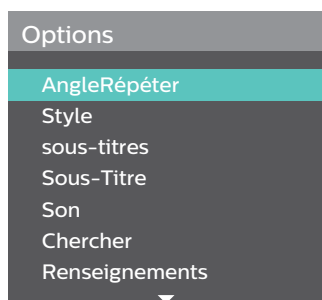 Options
AngleRépéter
Style
sous-titres
Sous-Titre
Son
Chercher
Renseignements